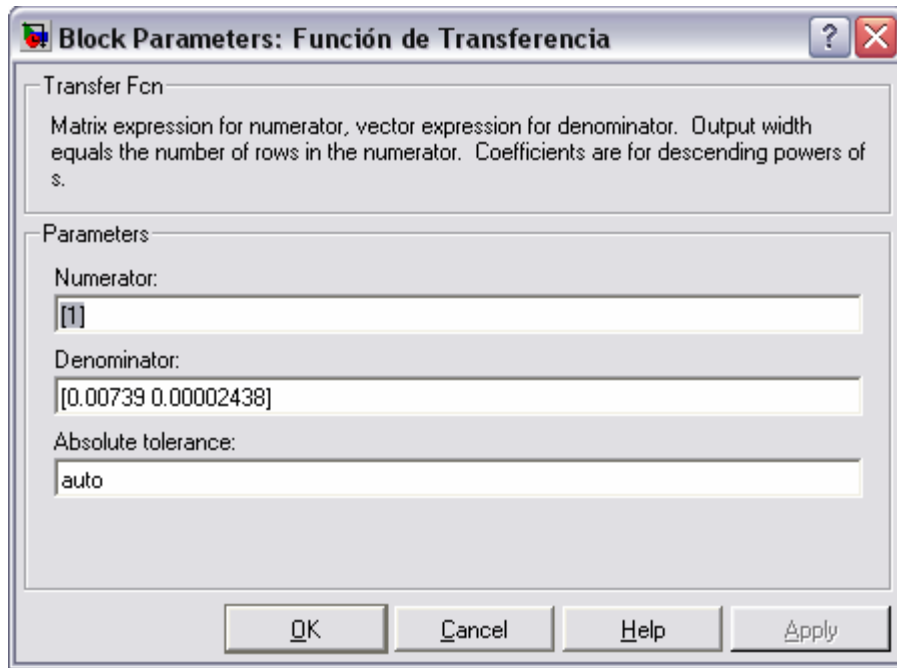 Block Parameters: Función de Transferencia
Transfer Fcn
Matrix expression for numerator, vector expression for denominator. Output width
equals the number of rows in the numerator. Coefficients are for descending powers of
s.
Parameters
Numerator:
[1]
Denominator:
[0.00739 0.00002438]
Absolute tolerance:
auto
OK
Cancel
Help
Apply